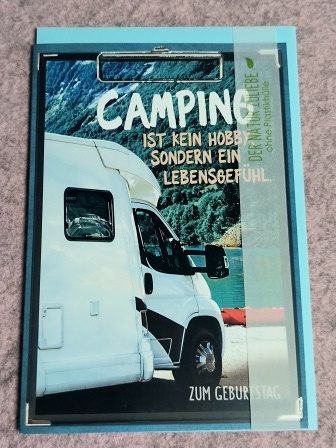 CAMPING
IST KEIN HOBBY
SONDERN EIN
LEBENSGEFÜHL.
DER NATUR ZULIEBE
ohne Plastikhülle
ZUM GEBURTSTAG